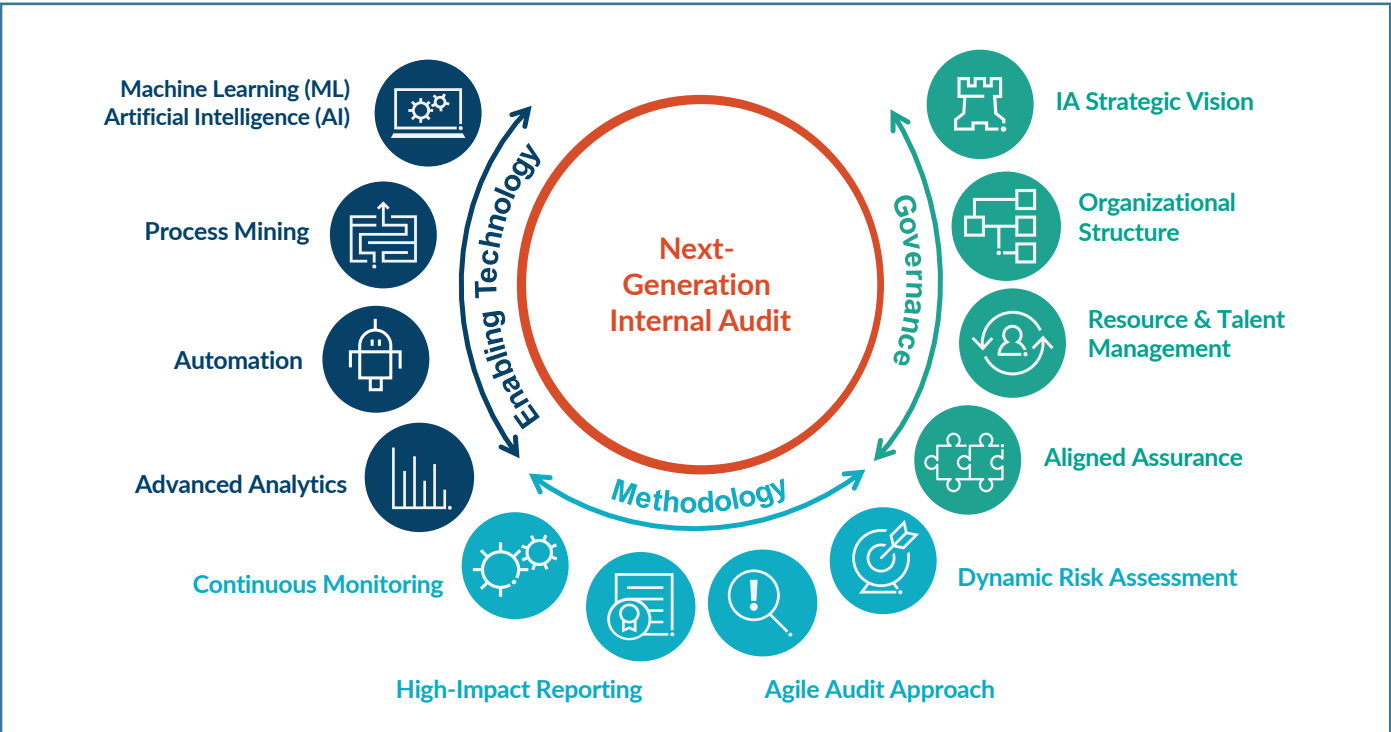 Machine Learning (ML)
Artificial Intelligence (AI)
Process Mining
Automation
Advanced Analytics
Continuous Monitoring
High-Impact Reporting
Agile Audit Approach
Dynamic Risk Assessment
Aligned Assurance
Resource & Talent
Management
Organizational
Structure
IA Strategic Vision
Enabling Technology
Methodology
Governance
Next-
Generation
Internal Audit